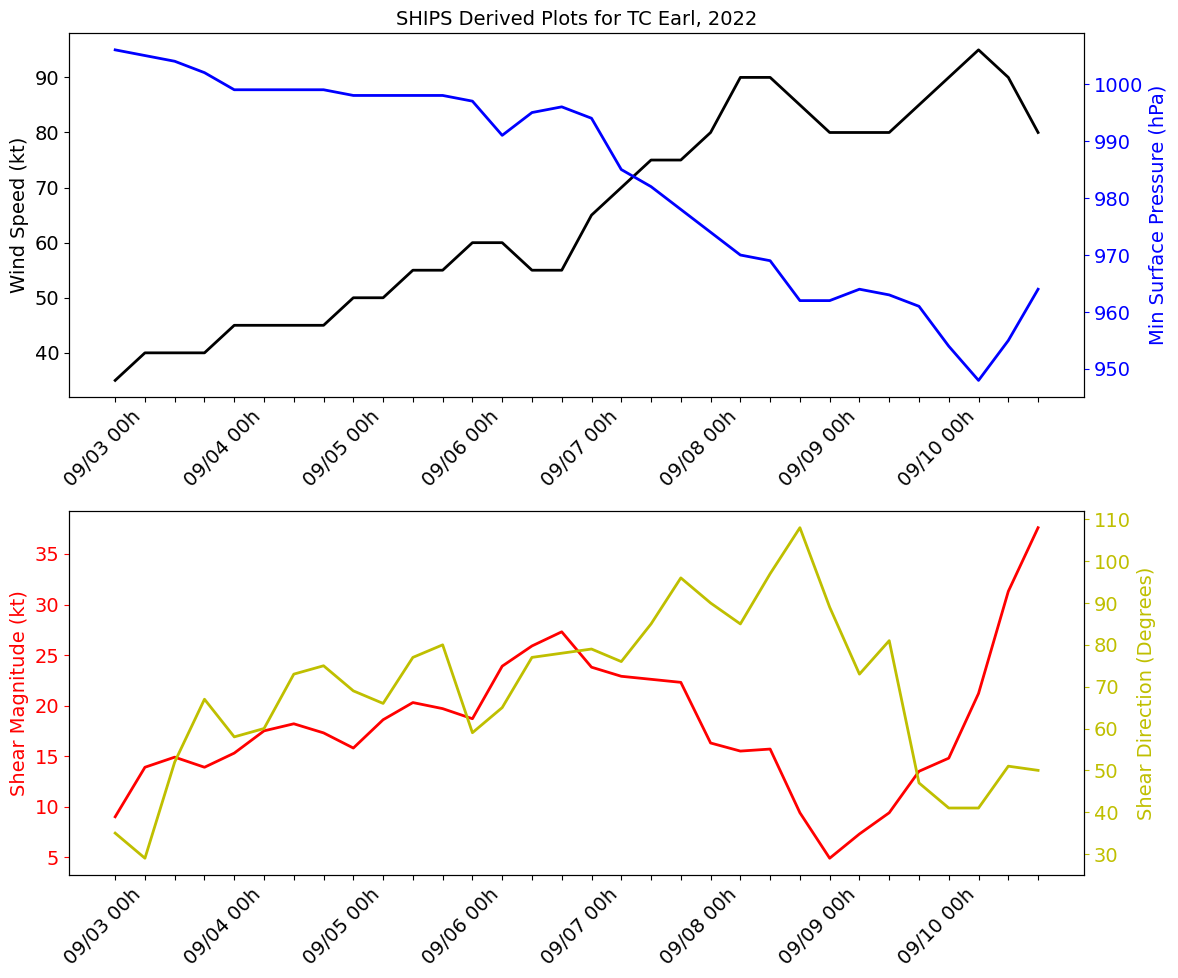 SHIPS Derived Plots for TC Earl, 2022
Wind Speed (kt)
90
80
70
60
50
40
1000
990
980
970
960
950
Min Surface Pressure (hPa)
09/03 00h
09/04 00h
09/05 00h
09/06 00h
09/07 00h
09/08 00h
09/09 00h
09/10 00h
Shear Magnitude (kt)
35
30
25
20
15
10
5
110
100
90
80
70
60
50
40
30
Shear Direction (Degrees)
09/03 00h
09/04 00h
09/05 00h
09/06 00h
09/07 00h
09/08 00h
09/09 00h
09/10 00h